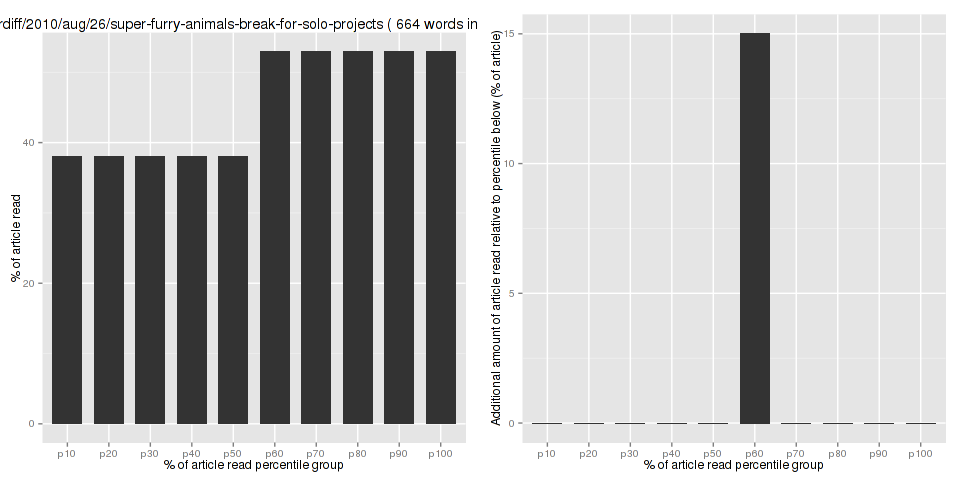 rdiff/2010/aug/26/super-furry-animals-break-for-solo-projects ( 664 words in
% of article read
40
20
0
p10 p20 p30 p40 p50 p60 p70 p80 p90 p100
% of article read percentile group
Additional amount of article read relative to percentile below (% of article)
15
10
5
0
p10 p20 p30 p40 p50 p60 p70 p80 p90 p100
% of article read percentile group